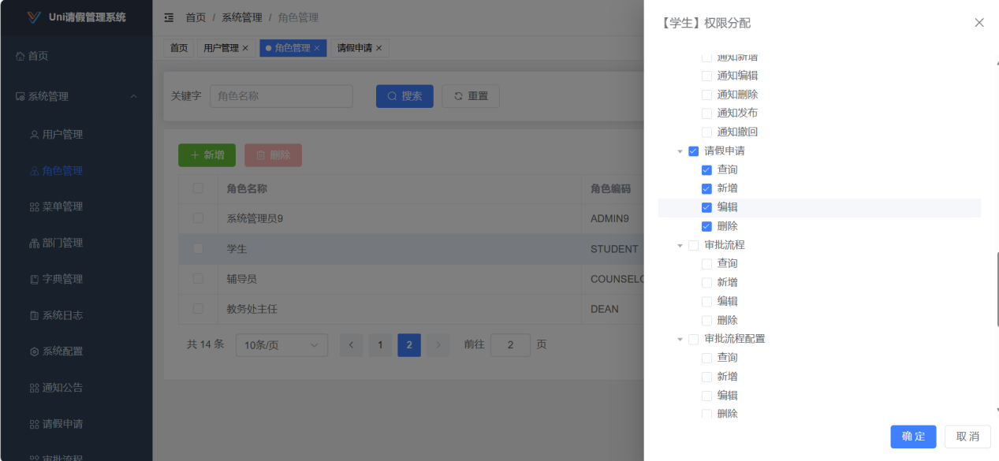 Uni请假管理系统
首页
系统管理
用户管理
角色管理
菜单管理
部门管理
字典管理
系统日志
系统配置
通知公告
请假申请
审批流程
首页 / 系统管理 / 角色管理
首页 用户管理 × 角色管理 × 请假申请 ×
关键字 角色名称 搜索 重置
+ 新增 删除
角色名称 角色编码
系统管理员9 ADMIN9
学生 STUDENT
辅导员 COUNSELO
教务处主任 DEAN
共 14 条 10条/页 < 1 2 > 前往 2 页
【学生】权限分配
通知新增
通知编辑
通知删除
通知发布
通知撤回
请假申请
查询
新增
编辑
删除
审批流程
查询
新增
编辑
删除
审批流程配置
查询
新增
编辑
删除
确 定 取 消